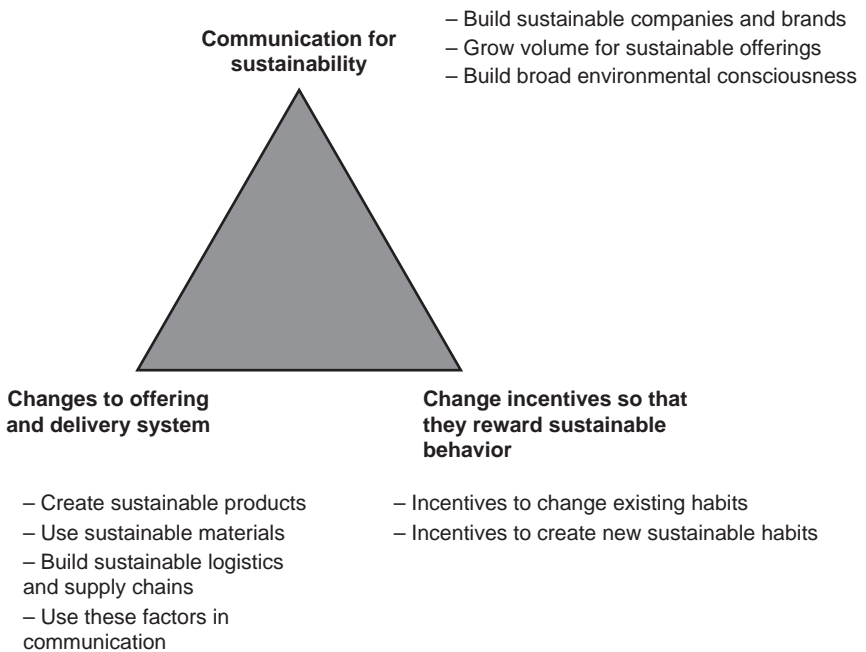 Communication for
sustainability
– Build sustainable companies and brands
– Grow volume for sustainable offerings
– Build broad environmental consciousness
Changes to offering
and delivery system
– Create sustainable products
– Use sustainable materials
– Build sustainable logistics
and supply chains
– Use these factors in
communication
Change incentives so that
they reward sustainable
behavior
– Incentives to change existing habits
– Incentives to create new sustainable habits